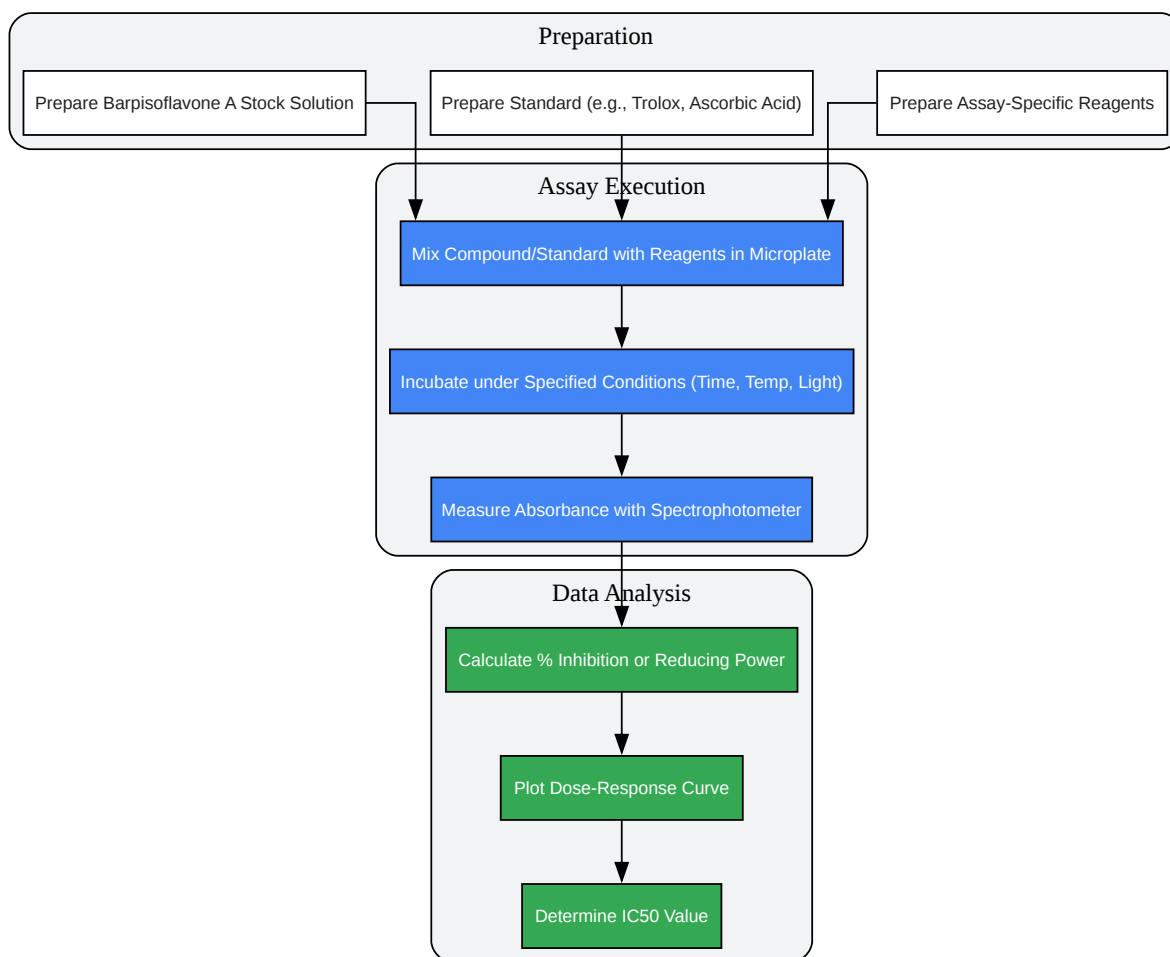 Preparation
Prepare Barpisoflavone A Stock Solution
Prepare Standard (e.g., Trolox, Ascorbic Acid)
Prepare Assay-Specific Reagents
Assay Execution
Mix Compound/Standard with Reagents in Microplate
Incubate under Specified Conditions (Time, Temp, Light)
Measure Absorbance with Spectrophotometer
Data Analysis
Calculate % Inhibition or Reducing Power
Plot Dose-Response Curve
Determine IC50 Value